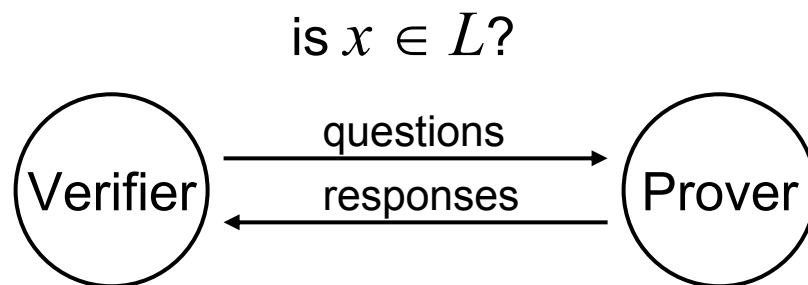 is x ∈ L?
questions
Verifier
responses
Prover